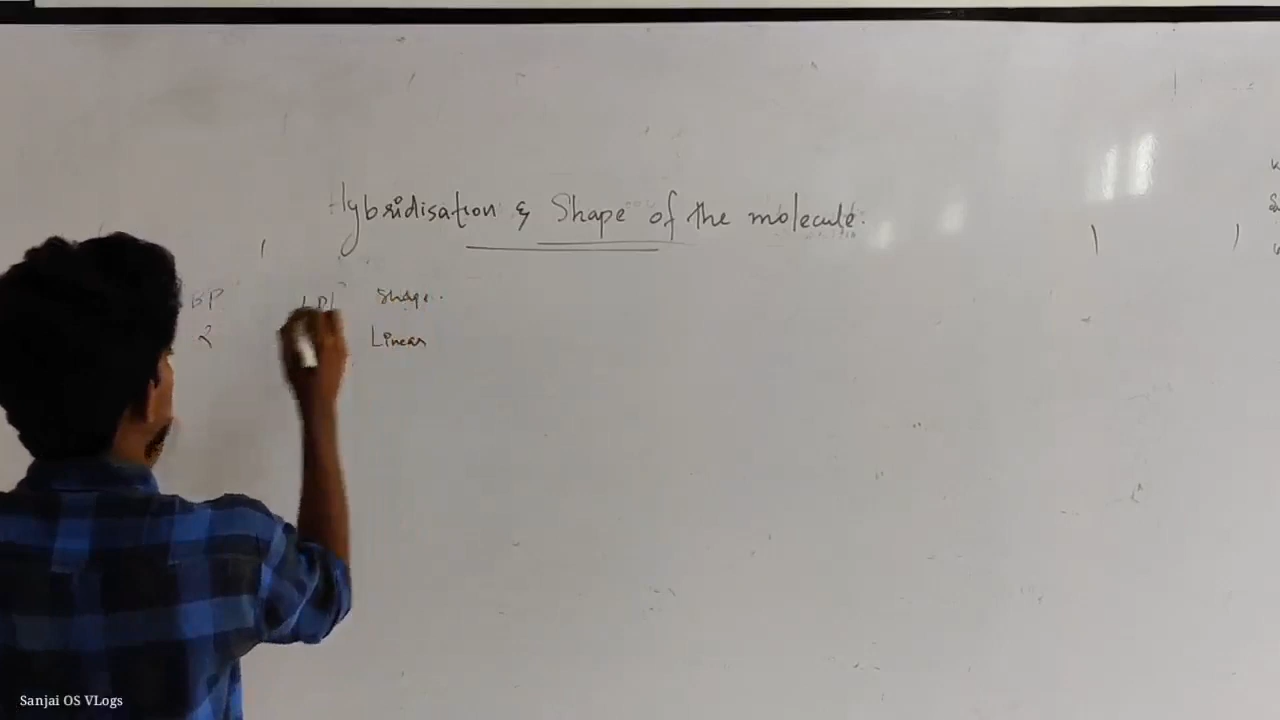 Hybridisation & Shape of the molecule.
BP LP Shape.
2 Linear
Sanjai OS VLogs